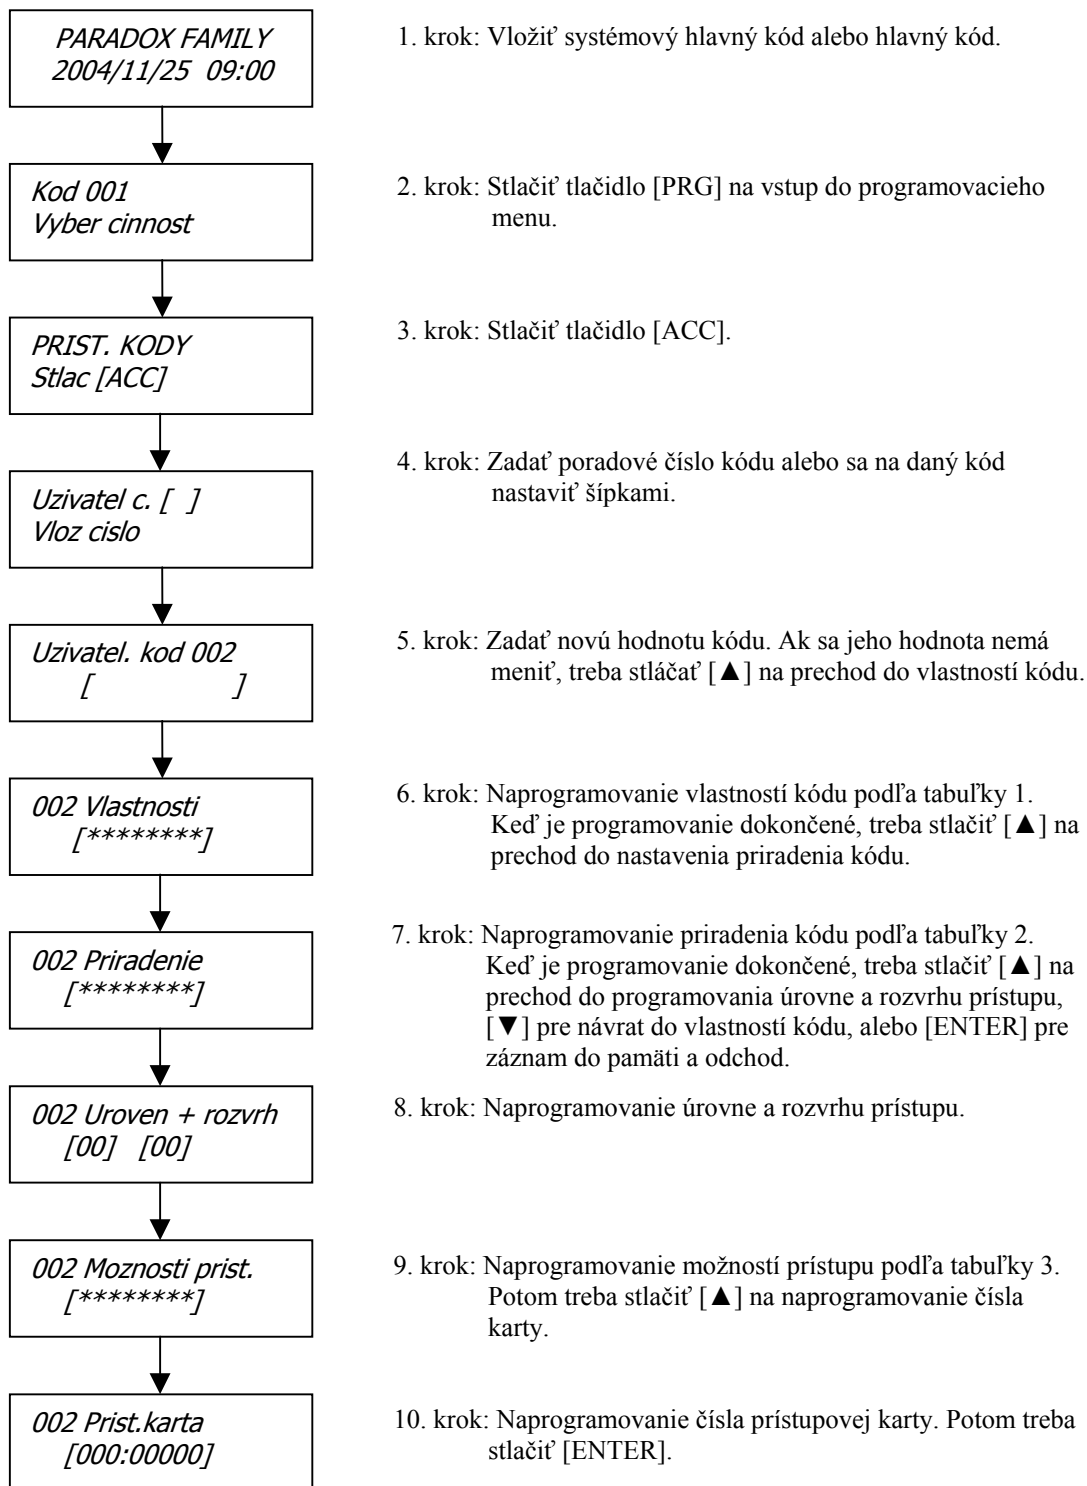 PARADOX FAMILY
2004/11/25 09:00
1. krok: Vložiť systémový hlavný kód alebo hlavný kód.
Kod 001
Vyber cinnost
2. krok: Stlačiť tlačidlo [PRG] na vstup do programovacieho
menu.
PRIST. KODY
Stlac [ACC]
3. krok: Stlačiť tlačidlo [ACC].
Uzivatel c. [ ]
Vloz cislo
4. krok: Zadať poradové číslo kódu alebo sa na daný kód
nastaviť šípkami.
Uzivatel. kod 002
[ ]
5. krok: Zadať novú hodnotu kódu. Ak sa jeho hodnota nemá
meniť, treba stláčať [▲] na prechod do vlastností kódu.
002 Vlastnosti
[********]
6. krok: Naprogramovanie vlastností kódu podľa tabuľky 1.
Keď je programovanie dokončené, treba stlačiť [▲] na
prechod do nastavenia priradenia kódu.
002 Priradenie
[********]
7. krok: Naprogramovanie priradenia kódu podľa tabuľky 2.
Keď je programovanie dokončené, treba stlačiť [▲] na
prechod do programovania úrovne a rozvrhu prístupu,
[▼] pre návrat do vlastností kódu, alebo [ENTER] pre
záznam do pamäti a odchod.
002 Uroven + rozvrh
[00] [00]
8. krok: Naprogramovanie úrovne a rozvrhu prístupu.
002 Moznosti prist.
[********]
9. krok: Naprogramovanie možností prístupu podľa tabuľky 3.
Potom treba stlačiť [▲] na naprogramovanie čísla
karty.
002 Prist.karta
[000:00000]
10. krok: Naprogramovanie čísla prístupovej karty. Potom treba
stlačiť [ENTER].